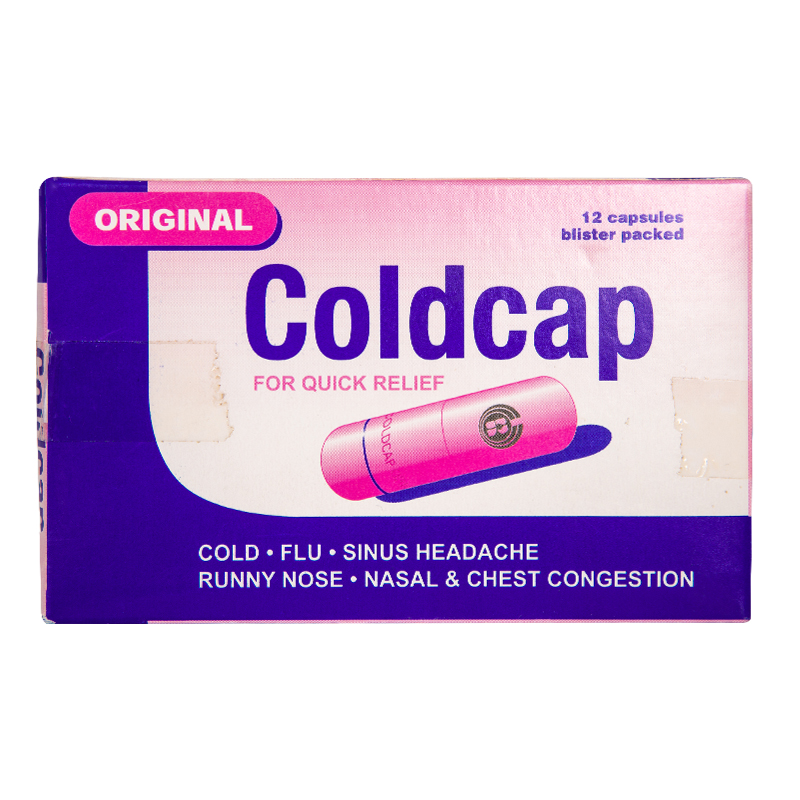 ORIGINAL
12 capsules
blister packed
Coldcap
FOR QUICK RELIEF
COLDCAP
COLD • FLU • SINUS HEADACHE
RUNNY NOSE • NASAL & CHEST CONGESTION
Coldcap